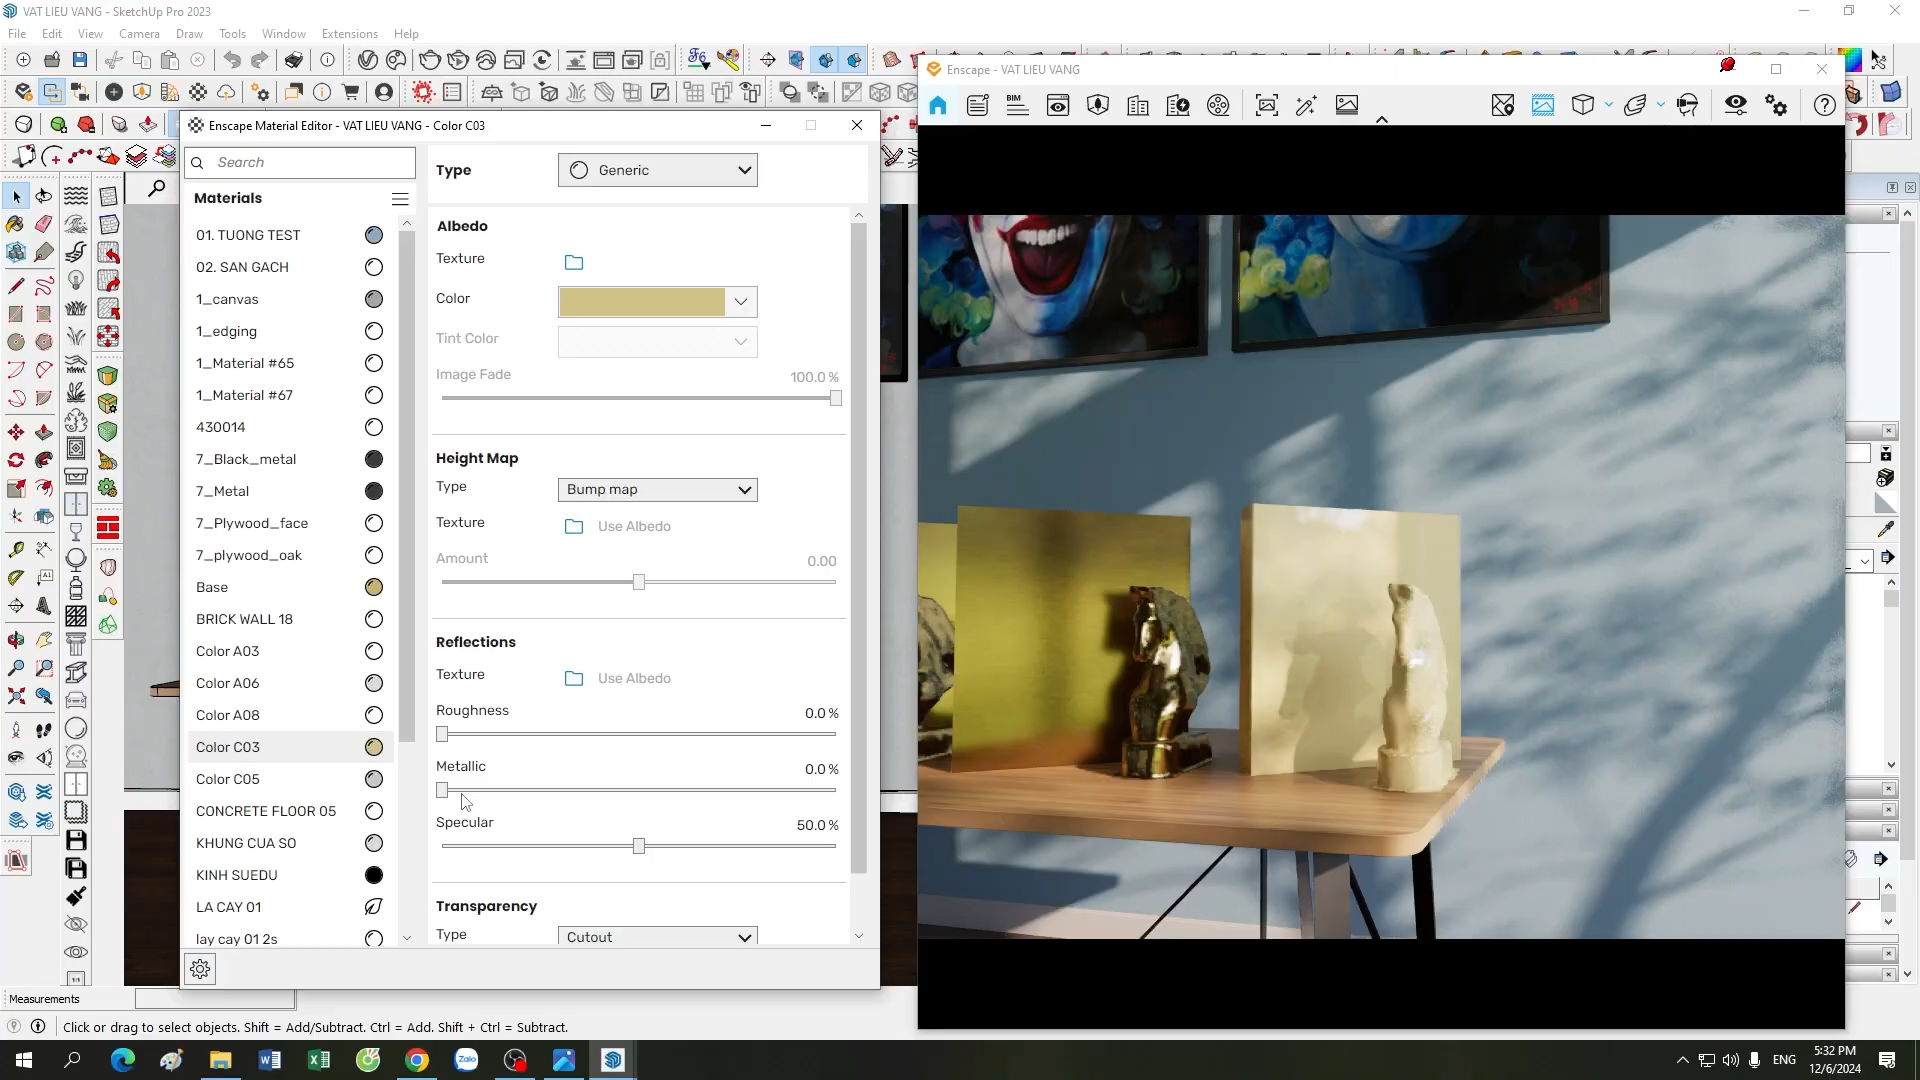 VAT LIEU VANG - SketchUp Pro 2023
File Edit View Camera Draw Tools Window Extensions Help
Enscape - VAT LIEU VANG
BIM
Enscape Material Editor - VAT LIEU VANG - Color C03
Search
Type Generic
Materials
01. TUONG TEST
02. SAN GACH
1_canvas
1_edging
1_Material #65
1_Material #67
430014
7_Black_metal
7_Metal
7_Plywood_face
7_plywood_oak
Base
BRICK WALL 18
Color A03
Color A06
Color A08
Color C03
Color C05
CONCRETE FLOOR 05
KHUNG CUA SO
KINH SUEDU
LA CAY 01
lay cay 01 2s
Albedo
Texture
Color
Tint Color
Image Fade 100.0 %
Height Map
Type Bump map
Texture Use Albedo
Amount 0.00
Reflections
Texture Use Albedo
Roughness 0.0 %
Metallic 0.0 %
Specular 50.0 %
Transparency
Type Cutout
Measurements
Click or drag to select objects. Shift = Add/Subtract. Ctrl = Add. Shift + Ctrl = Subtract.
Zalo
ENG
5:32 PM
12/6/2024